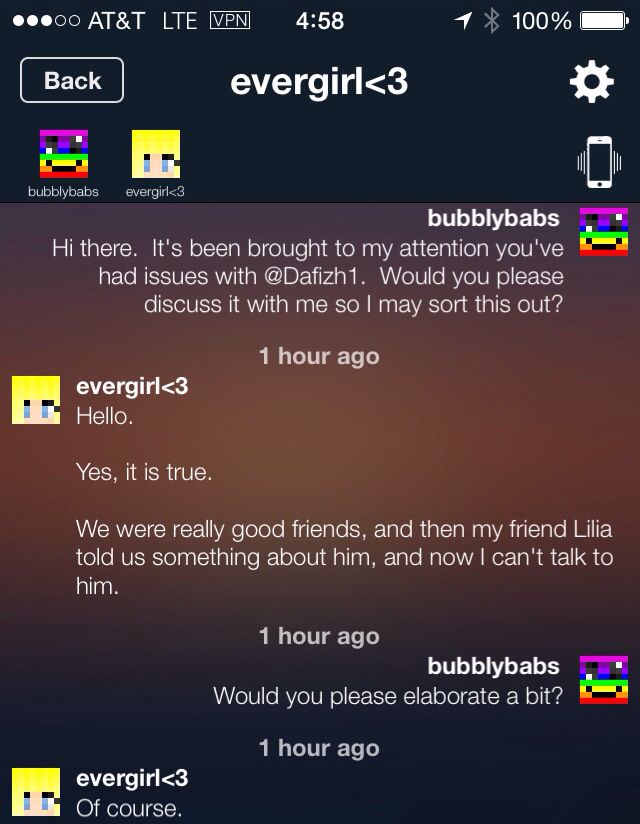 AT&T LTE VPN 4:58 100%
Back evergirl<3
bubblybabs evergirl<3
bubblybabs
Hi there. It's been brought to my attention you've
had issues with @Dafizh1. Would you please
discuss it with me so I may sort this out?
1 hour ago
evergirl<3
Hello.
Yes, it is true.
We were really good friends, and then my friend Lilia
told us something about him, and now I can't talk to
him.
1 hour ago
bubblybabs
Would you please elaborate a bit?
1 hour ago
evergirl<3
Of course.